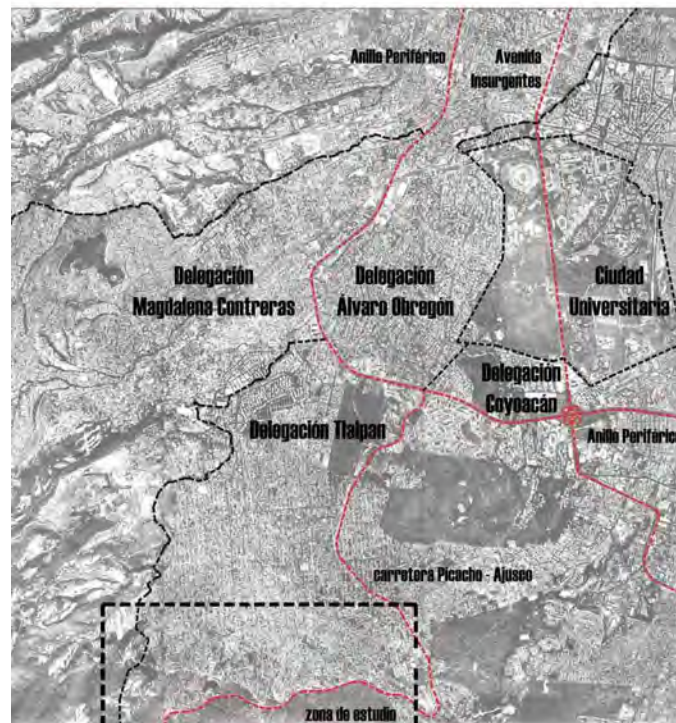 Anillo Periférico
Avenida
Insurgentes
Delegación
Magdalena Contreras
Delegación
Álvaro Obregón
Ciudad
Universitaria
Delegación
Coyoacán
Delegación Tlalpan
Anillo Periférico
carretera Picacho - Ajusco
zona de estudio